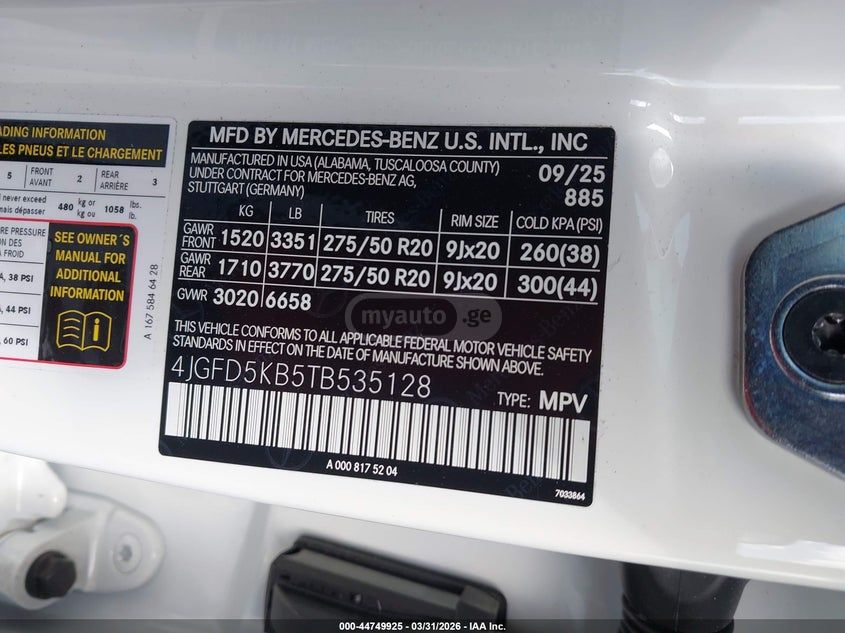 ADING INFORMATION
LES PNEUS ET LE CHARGEMENT
5 FRONT AVANT 2 REAR ARRIÈRE 3
never exceed
mais dépasser 480 kg or kg ou 1058 lbs. lb.
PRESSURE
ON DES
A FROID
A, 38 PSI
A, 44 PSI
, 60 PSI
SEE OWNER´S
MANUAL FOR
ADDITIONAL
INFORMATION
A 167 584 64 28
MFD BY MERCEDES-BENZ U.S. INTL., INC
MANUFACTURED IN USA (ALABAMA, TUSCALOOSA COUNTY)
UNDER CONTRACT FOR MERCEDES-BENZ AG,
STUTTGART (GERMANY)
09/25
885
KG LB TIRES RIM SIZE COLD KPA (PSI)
GAWR FRONT 1520 3351 275/50 R20 9Jx20 260(38)
GAWR REAR 1710 3770 275/50 R20 9Jx20 300(44)
GVWR 3020 6658
THIS VEHICLE CONFORMS TO ALL APPLICABLE FEDERAL MOTOR VEHICLE SAFETY
STANDARDS IN EFFECT ON THE DATE OF MANUFACTURE SHOWN ABOVE.
4JGFD5KB5TB535128
TYPE: MPV
A 000 817 52 04
7033864
myauto.ge
000-44749925 - 03/31/2026 - IAA Inc.